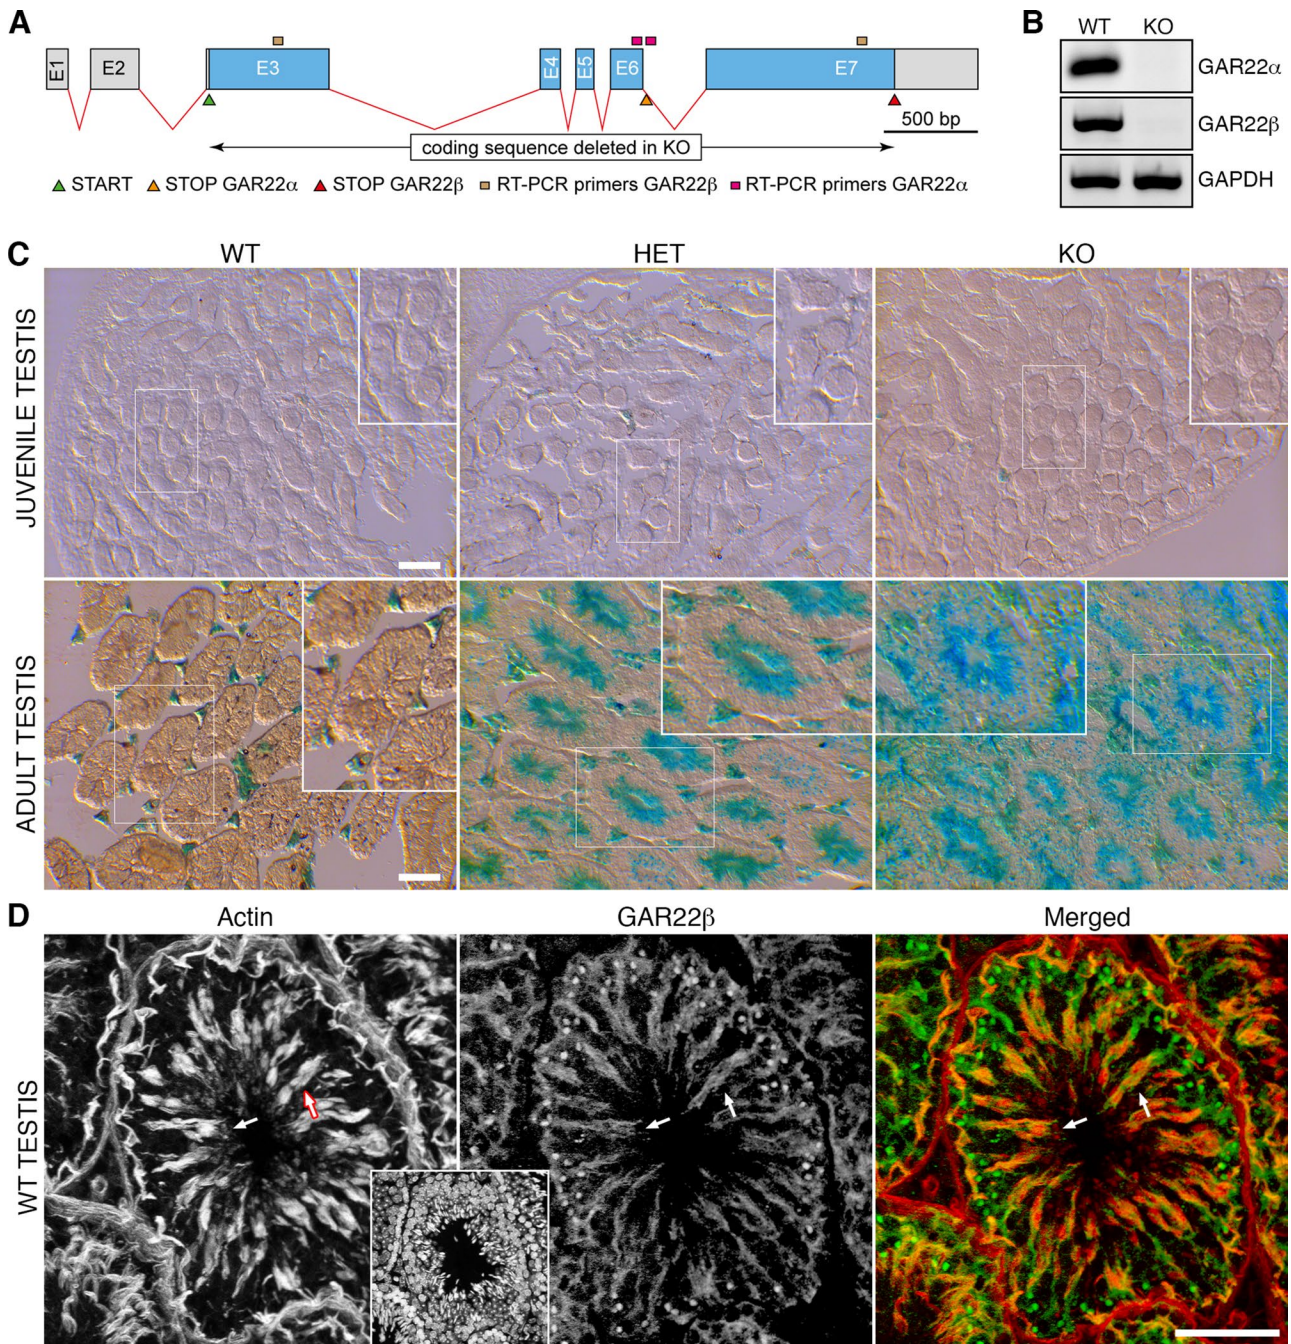 A
E1
E2
E3
E4
E5
E6
E7
500 bp
coding sequence deleted in KO
START
STOP GAR22α
STOP GAR22β
RT-PCR primers GAR22β
RT-PCR primers GAR22α
B
WT KO
GAR22α
GAR22β
GAPDH
C
WT HET KO
JUVENILE TESTIS
ADULT TESTIS
D
Actin GAR22β Merged
WT TESTIS